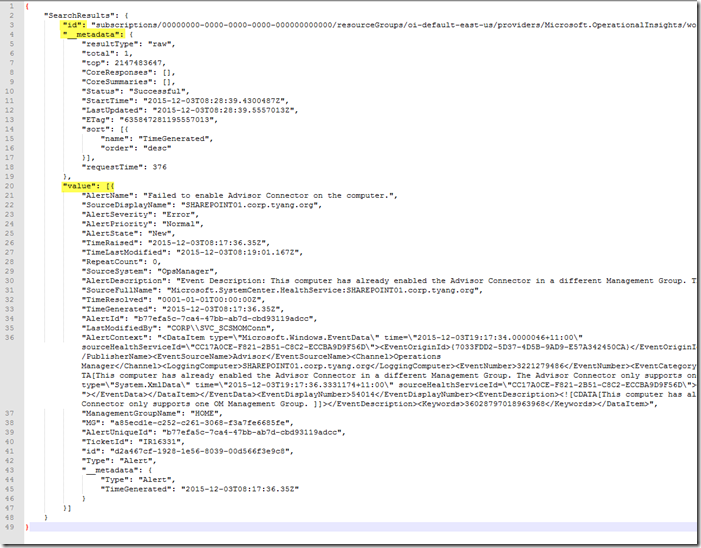 1 {
2 "SearchResults": {
3 "id": "subscriptions/00000000-0000-0000-0000-000000000000/resourceGroups/oi-default-east-us/providers/Microsoft.OperationalInsights/wo
4 "__metadata": {
5 "resultType": "raw",
6 "total": 1,
7 "top": 2147483647,
8 "CoreResponses": [],
9 "CoreSummaries": [],
10 "Status": "Successful",
11 "StartTime": "2015-12-03T08:28:39.4300487Z",
12 "LastUpdated": "2015-12-03T08:28:39.5557013Z",
13 "ETag": "635847281195557013",
14 "sort": [{
15 "name": "TimeGenerated",
16 "order": "desc"
17 }],
18 "requestTime": 376
19 },
20 "value": [{
21 "AlertName": "Failed to enable Advisor Connector on the computer.",
22 "SourceDisplayName": "SHAREPOINT01.corp.tyang.org",
23 "AlertSeverity": "Error",
24 "AlertPriority": "Normal",
25 "AlertState": "New",
26 "TimeRaised": "2015-12-03T08:17:36.35Z",
27 "TimeLastModified": "2015-12-03T08:19:01.167Z",
28 "RepeatCount": 0,
29 "SourceSystem": "OpsManager",
30 "AlertDescription": "Event Description: This computer has already enabled the Advisor Connector in a different Management Group. T
31 "SourceFullName": "Microsoft.SystemCenter.HealthService:SHAREPOINT01.corp.tyang.org",
32 "TimeResolved": "0001-01-01T00:00:00Z",
33 "TimeGenerated": "2015-12-03T08:17:36.35Z",
34 "AlertId": "b77efa5c-7ca4-47bb-ab7d-cbd93119adcc",
35 "LastModifiedBy": "CORP\\SVC_SCSMOMConn",
36 "AlertContext": "<DataItem type=\"Microsoft.Windows.EventData\" time=\"2015-12-03T19:17:34.0000046+11:00\"
sourceHealthServiceId=\"CC17A0CE-F821-2B51-C8C2-ECCBA9D9F56D\"><EventOriginId>{7033FDD2-5D37-4D5B-9AD9-E57A342450CA}</EventOriginId
/PublisherName><EventSourceName>Advisor</EventSourceName><Channel>Operations
Manager</Channel><LoggingComputer>SHAREPOINT01.corp.tyang.org</LoggingComputer><EventNumber>3221279486</EventNumber><EventCategory
TA[This computer has already enabled the Advisor Connector in a different Management Group. The Advisor Connector only supports on
type=\"System.XmlData\" time=\"2015-12-03T19:17:36.3331174+11:00\" sourceHealthServiceId=\"CC17A0CE-F821-2B51-C8C2-ECCBA9D9F56D\">
></EventData></DataItem></EventData><EventDisplayNumber>54014</EventDisplayNumber><EventDescription><![CDATA[This computer has al
Connector only supports one OM Management Group. ]]></EventDescription><Keywords>36028797018963968</Keywords></DataItem>",
37 "ManagementGroupName": "HOME",
38 "MG": "a85ecd1e-c252-c261-3068-f3a7fe6685fe",
39 "AlertUniqueId": "b77efa5c-7ca4-47bb-ab7d-cbd93119adcc",
40 "TicketId": "IR16331",
41 "id": "d2a467cf-1928-1e56-8039-00d566f3e9c8",
42 "Type": "Alert",
43 "__metadata": {
44 "Type": "Alert",
45 "TimeGenerated": "2015-12-03T08:17:36.35Z"
46 }
47 }]
48 }
49 }